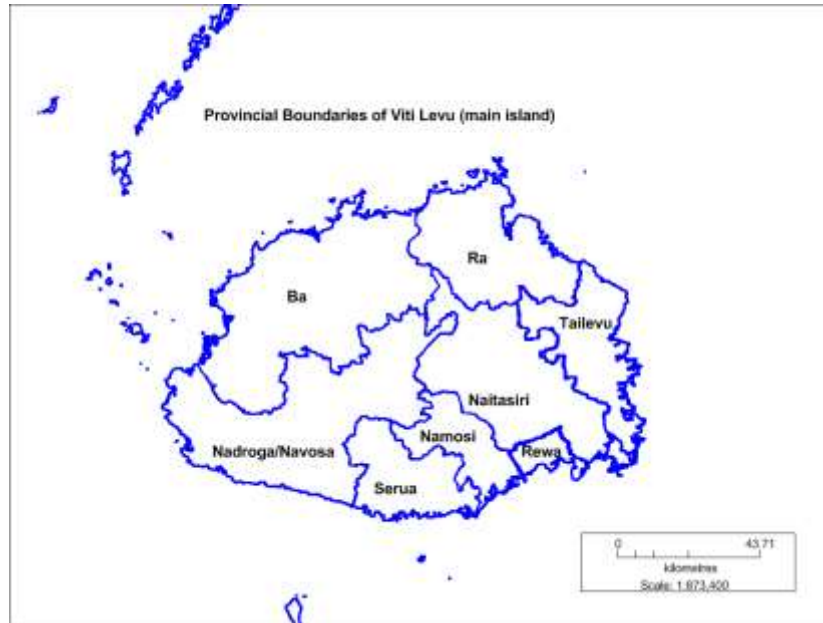 Provincial Boundaries of Viti Levu (main island)
Ra
Ba
Tailevu
Naitasiri
Namosi
Nadroga/Navosa
Rewa
Serua
0 43.71
kilometres
Scale: 1:873,400